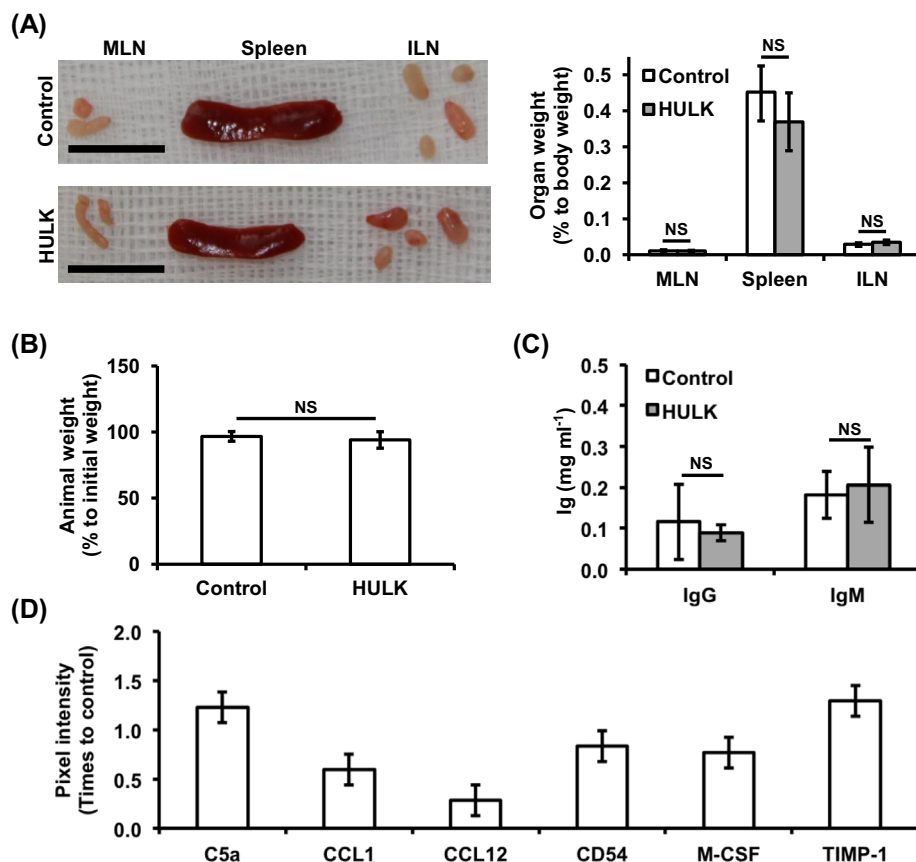 (A)
MLN Spleen ILN
Control
HULK
Organ weight
(% to body weight)
0.5
0.4
0.3
0.2
0.1
0.0
NS
Control
HULK
NS
NS
MLN Spleen ILN
(B)
Animal weight
(% to initial weight)
150
100
50
0
NS
Control HULK
(C)
Ig (mg ml-1)
0.5
0.4
0.3
0.2
0.1
0.0
Control
HULK
NS
NS
IgG IgM
(D)
Pixel intensity
(Times to control)
2.0
1.5
1.0
0.5
0.0
C5a CCL1 CCL12 CD54 M-CSF TIMP-1